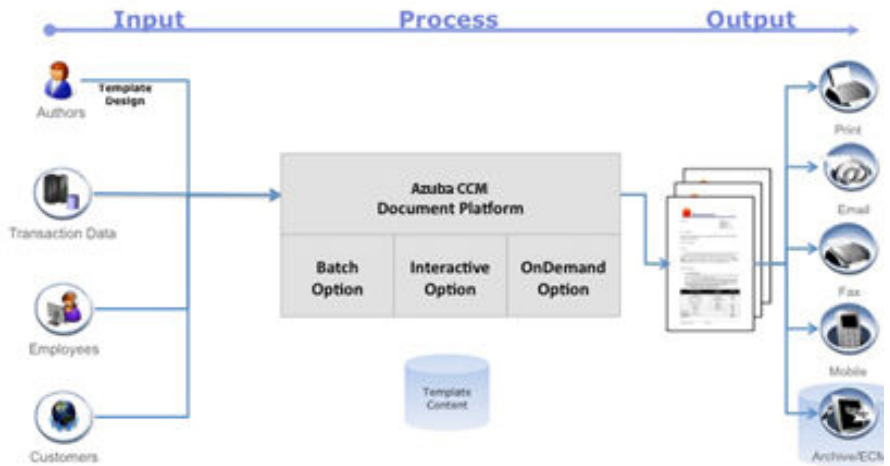 Input
Process
Output
Authors
Template
Design
Transaction Data
Employees
Customers
Azuba CCM
Document Platform
Batch
Option
Interactive
Option
OnDemand
Option
Template
Content
Print
Email
Fax
Mobile
Archive/ECM